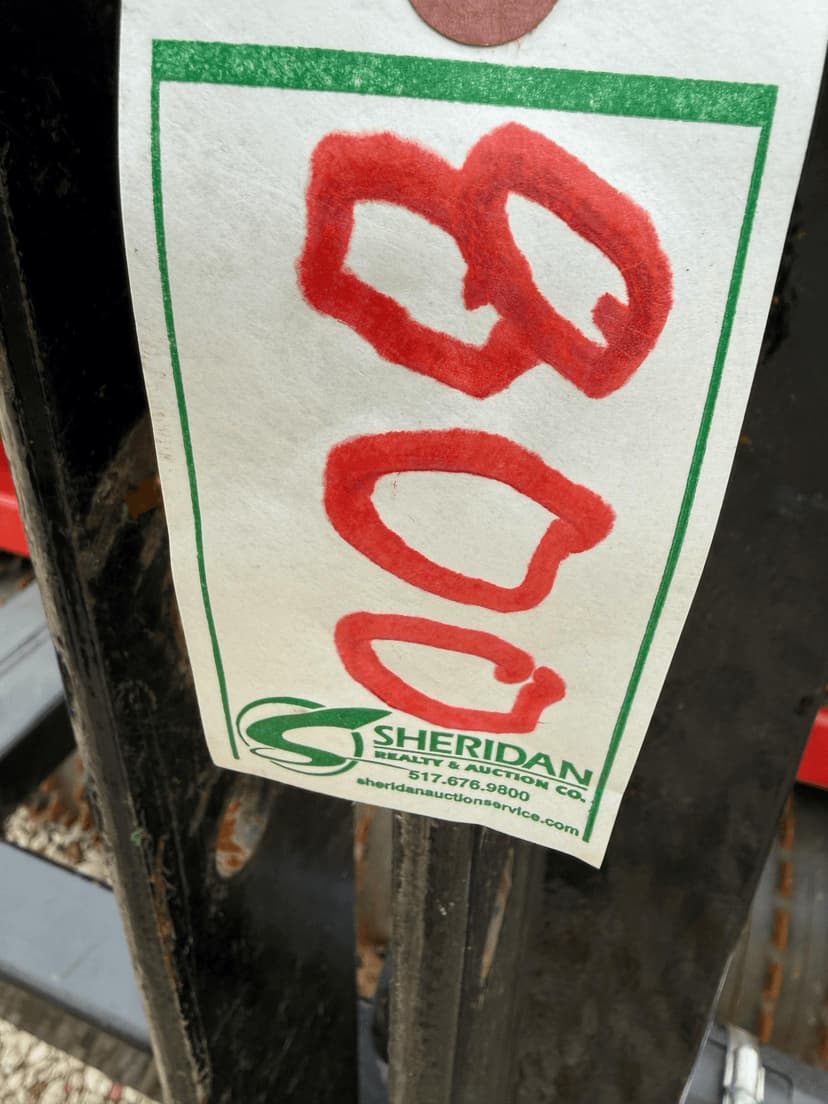 800
SHERIDAN
REALTY & AUCTION CO.
517.676.9800
sheridanauctionservice.com